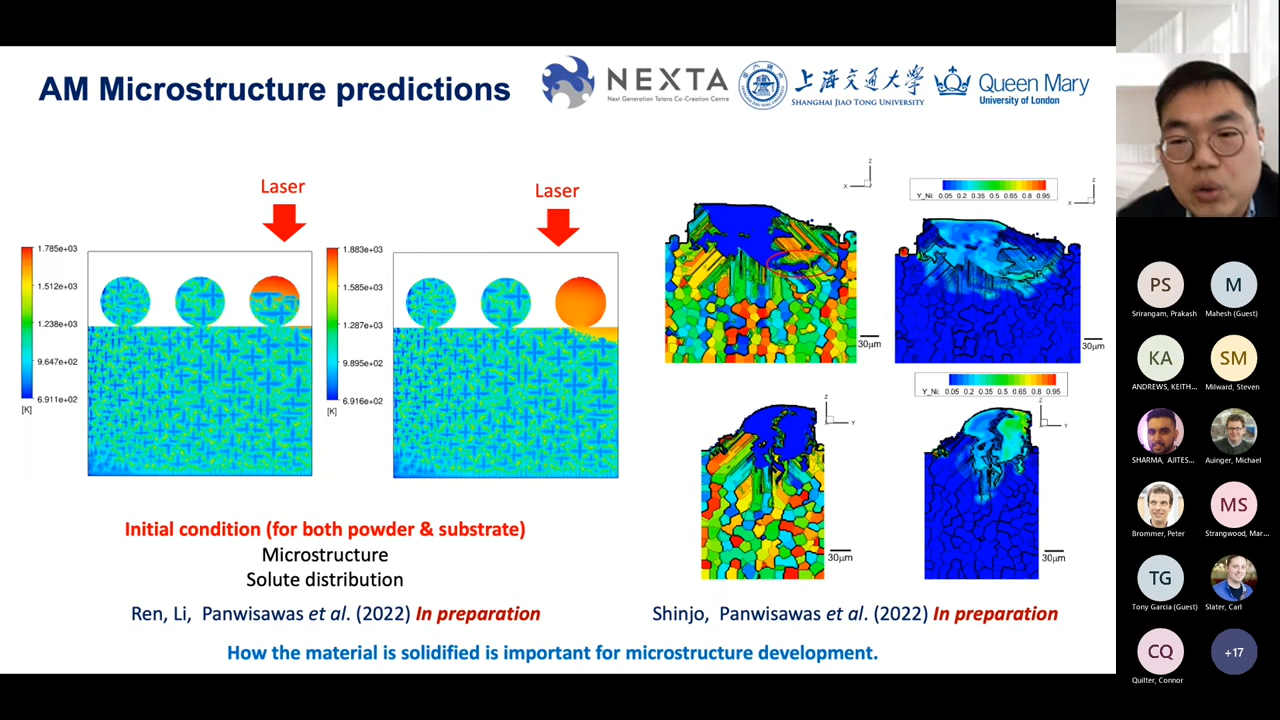 AM Microstructure predictions
NEXTA
Next Generation Tatara Co-Creation Centre
上海交通大学
SHANGHAI JIAO TONG UNIVERSITY
Queen Mary
University of London
Laser
Laser
1.785e+03
1.512e+03
1.238e+03
9.647e+02
6.911e+02
[K]
1.883e+03
1.585e+03
1.287e+03
9.895e+02
6.916e+02
[K]
Z
X
30μm
Y_Ni: 0.05 0.2 0.35 0.5 0.65 0.8 0.95
Z
X
30μm
Z
Y
30μm
Y_Ni: 0.05 0.2 0.35 0.5 0.65 0.8 0.95
Z
Y
30μm
Initial condition (for both powder & substrate)
Microstructure
Solute distribution
Ren, Li, Panwisawas et al. (2022) In preparation
Shinjo, Panwisawas et al. (2022) In preparation
How the material is solidified is important for microstructure development.
PS
Srirangam, Prakash
M
Mahesh (Guest)
KA
ANDREWS, KEITH...
SM
Milward, Steven
SHARMA, AJITES...
Auinger, Michael
Brommer, Peter
MS
Strangwood, Mar...
TG
Tony Garcia (Guest)
Slater, Carl
CQ
Quilter, Connor
+17